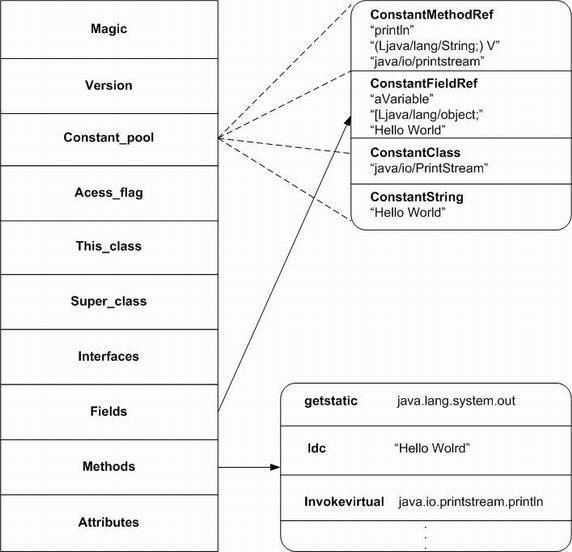 Magic
Version
Constant_pool
Acess_flag
This_class
Super_class
Interfaces
Fields
Methods
Attributes
ConstantMethodRef
“println”
“(Ljava/lang/String;) V”
“java/io/printstream”
ConstantFieldRef
“aVariable”
“[Ljava/lang/object;”
“Hello World”
ConstantClass
“java/io/PrintStream”
ConstantString
“Hello World”
getstatic java.lang.system.out
ldc “Hello Wolrd”
Invokevirtual java.io.printstream.println